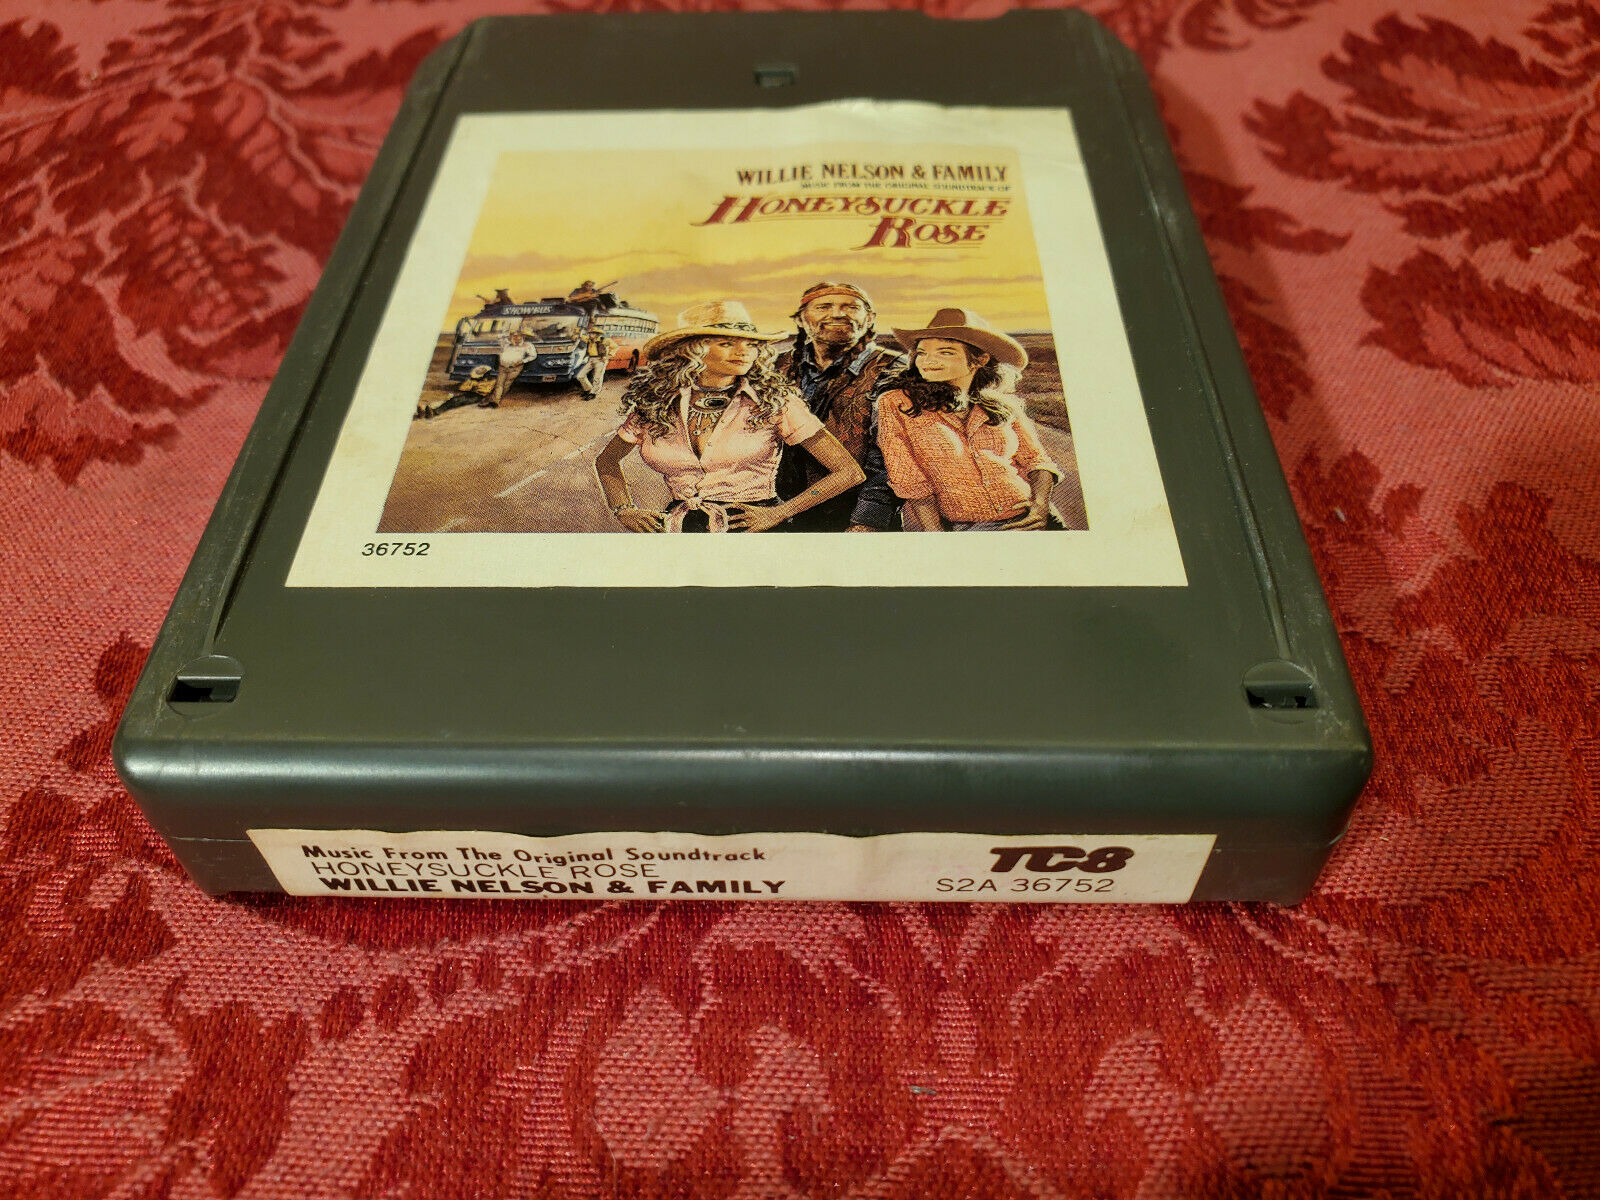 WILLIE NELSON & FAMILY
MUSIC FROM THE ORIGINAL SOUNDTRACK OF
HONEYSUCKLE
ROSE
SHOWBUS
36752
Music From The Original Soundtrack
HONEYSUCKLE ROSE
WILLIE NELSON & FAMILY
TC8
S2A 36752